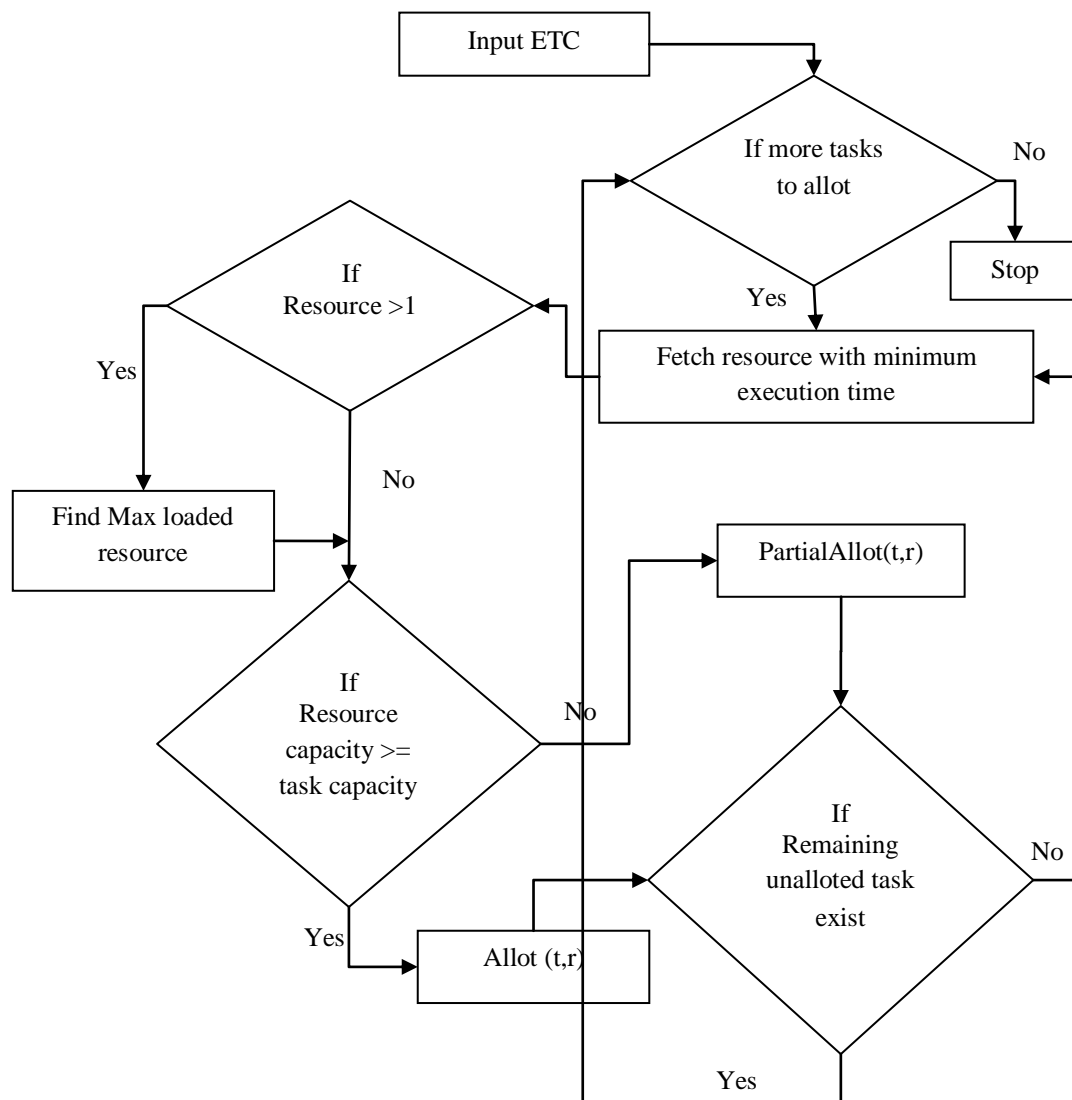 Input ETC
If more tasks
to allot
No
Stop
Yes
If
Resource >1
Fetch resource with minimum
execution time
Yes
No
Find Max loaded
resource
PartialAllot(t,r)
If
Resource
capacity >=
task capacity
No
If
Remaining
unalloted task
exist
No
Yes
Allot (t,r)
Yes